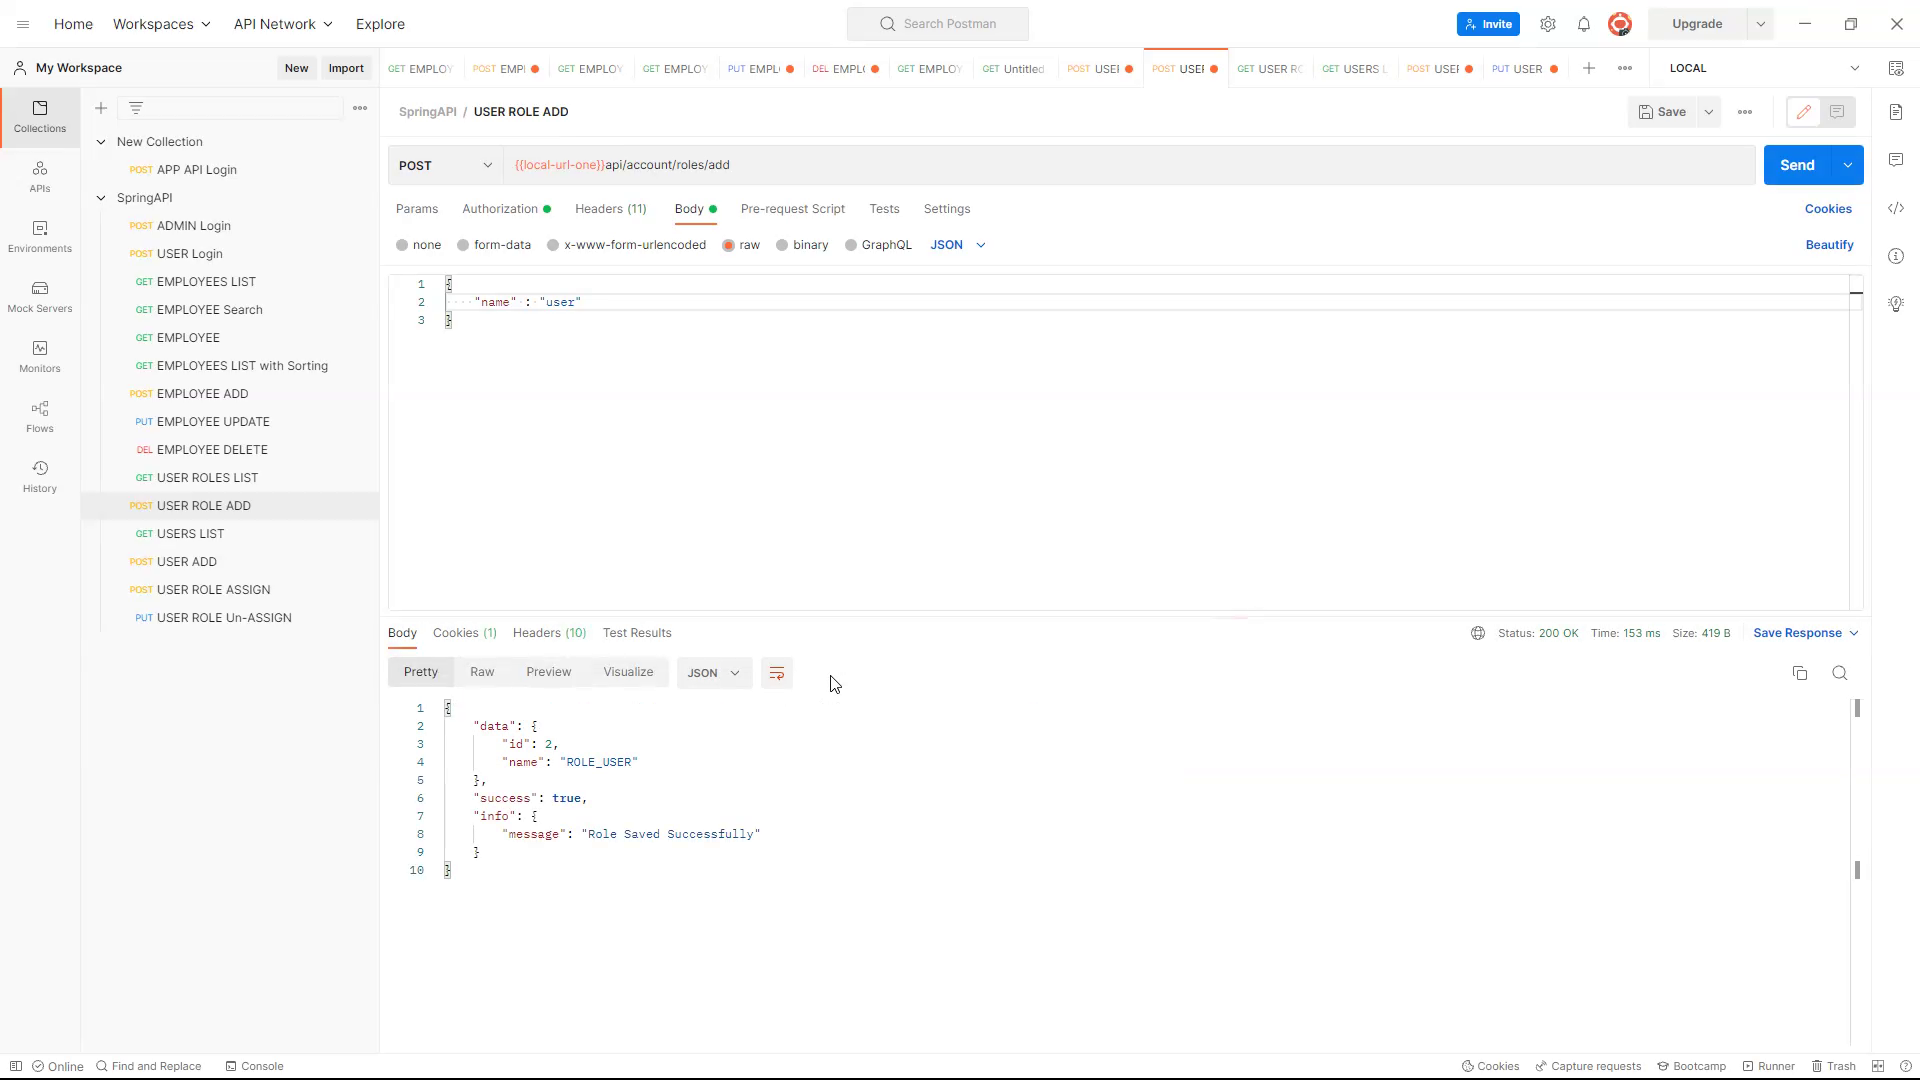 Home Workspaces API Network Explore Search Postman Invite Upgrade
My Workspace New Import GET EMPLOY POST EMPL GET EMPLOY GET EMPLOY PUT EMPL DEL EMPL GET EMPLOY GET Untitled POST USER POST USER GET USER RO GET USERS L POST USER PUT USER LOCAL
Collections
APIs
Environments
Mock Servers
Monitors
Flows
History
New Collection
POST APP API Login
SpringAPI
POST ADMIN Login
POST USER Login
GET EMPLOYEES LIST
GET EMPLOYEE Search
GET EMPLOYEE
GET EMPLOYEES LIST with Sorting
POST EMPLOYEE ADD
PUT EMPLOYEE UPDATE
DEL EMPLOYEE DELETE
GET USER ROLES LIST
POST USER ROLE ADD
GET USERS LIST
POST USER ADD
POST USER ROLE ASSIGN
PUT USER ROLE Un-ASSIGN
SpringAPI / USER ROLE ADD Save
POST {{local-url-one}}api/account/roles/add Send
Params Authorization Headers (11) Body Pre-request Script Tests Settings Cookies
none form-data x-www-form-urlencoded raw binary GraphQL JSON Beautify
1 {
2 "name" : "user"
3 }
Body Cookies (1) Headers (10) Test Results Status: 200 OK Time: 153 ms Size: 419 B Save Response
Pretty Raw Preview Visualize JSON
1 {
2 "data": {
3 "id": 2,
4 "name": "ROLE_USER"
5 },
6 "success": true,
7 "info": {
8 "message": "Role Saved Successfully"
9 }
10 }
Online Find and Replace Console Cookies Capture requests Bootcamp Runner Trash